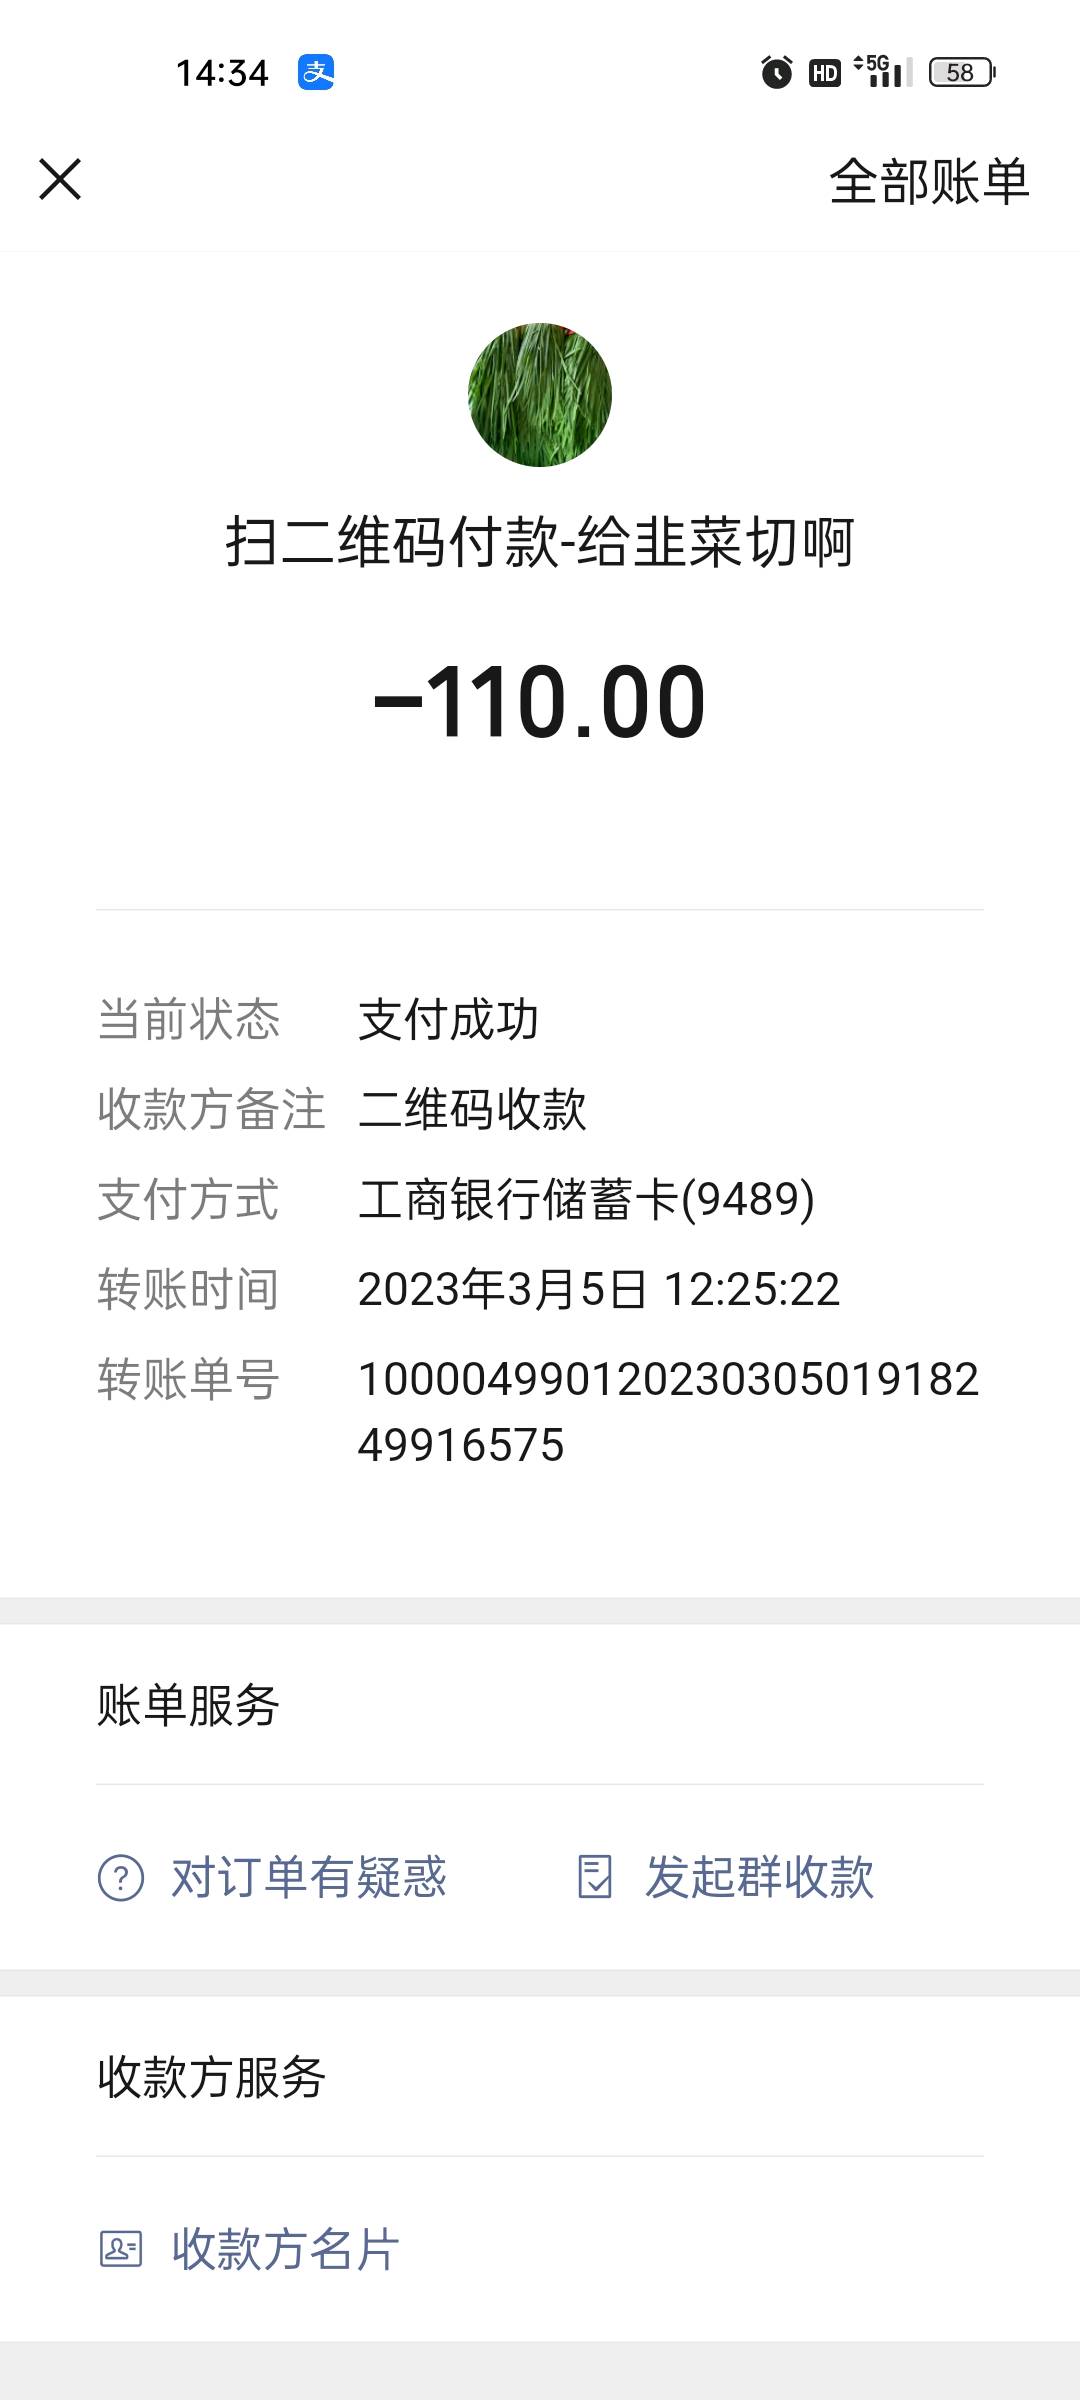 14:34 支 HD 5G 58
全部账单
扫二维码付款-给韭菜切啊
-110.00
当前状态 支付成功
收款方备注 二维码收款
支付方式 工商银行储蓄卡(9489)
转账时间 2023年3月5日 12:25:22
转账单号 100004990120230305019182
49916575
账单服务
对订单有疑惑 发起群收款
收款方服务
收款方名片